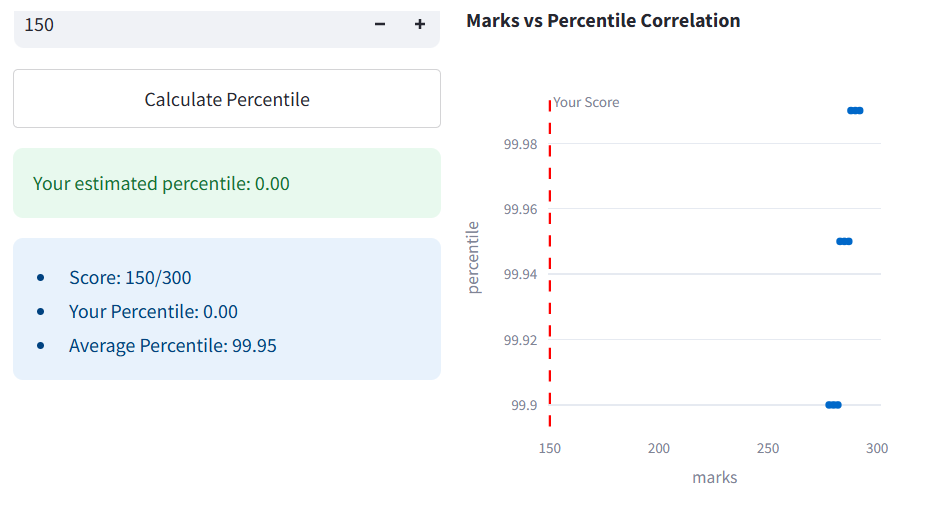 150
Calculate Percentile
Your estimated percentile: 0.00
Score: 150/300
Your Percentile: 0.00
Average Percentile: 99.95
Marks vs Percentile Correlation
Your Score
99.98
99.96
99.94
99.92
99.9
percentile
150 200 250 300
marks